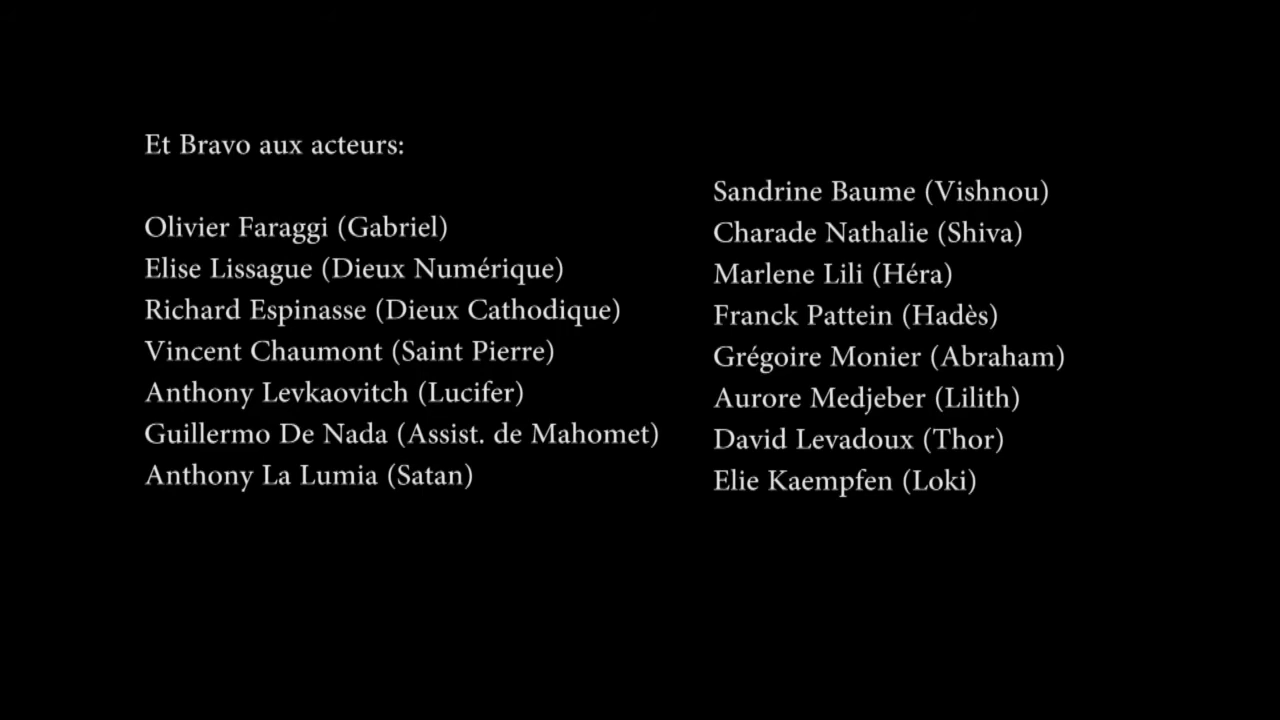 Et Bravo aux acteurs:
Olivier Faraggi (Gabriel)
Elise Lissague (Dieux Numérique)
Richard Espinasse (Dieux Cathodique)
Vincent Chaumont (Saint Pierre)
Anthony Levkaovitch (Lucifer)
Guillermo De Nada (Assist. de Mahomet)
Anthony La Lumia (Satan)
Sandrine Baume (Vishnou)
Charade Nathalie (Shiva)
Marlene Lili (Héra)
Franck Pattein (Hadès)
Grégoire Monier (Abraham)
Aurore Medjeber (Lilith)
David Levadoux (Thor)
Elie Kaempfen (Loki)